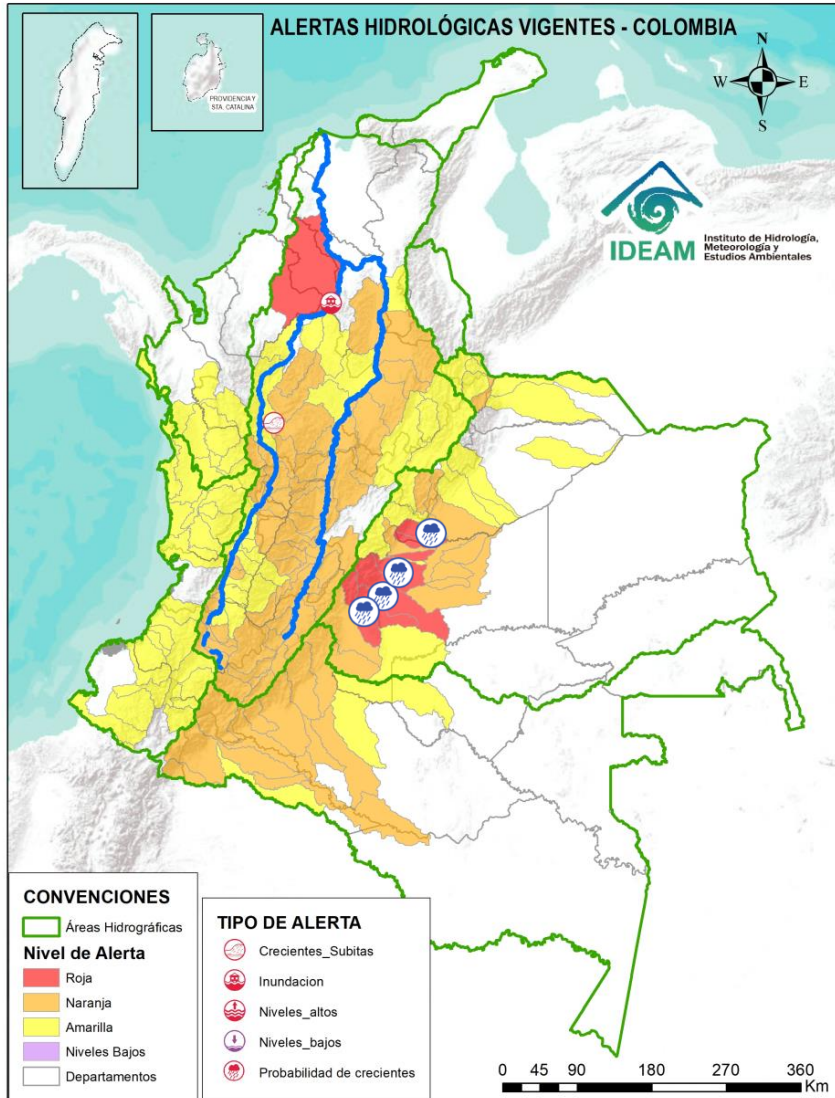 ALERTAS HIDROLÓGICAS VIGENTES - COLOMBIA
PROVIDENCIA Y
STA. CATALINA
N
W
E
S
IDEAM
Instituto de Hidrología,
Meteorología y
Estudios Ambientales
CONVENCIONES
Áreas Hidrográficas
Nivel de Alerta
Roja
Naranja
Amarilla
Niveles Bajos
Departamentos
TIPO DE ALERTA
Crecientes_Subitas
Inundacion
Niveles_altos
Niveles_bajos
Probabilidad de crecientes
0 45 90 180 270 360
Km